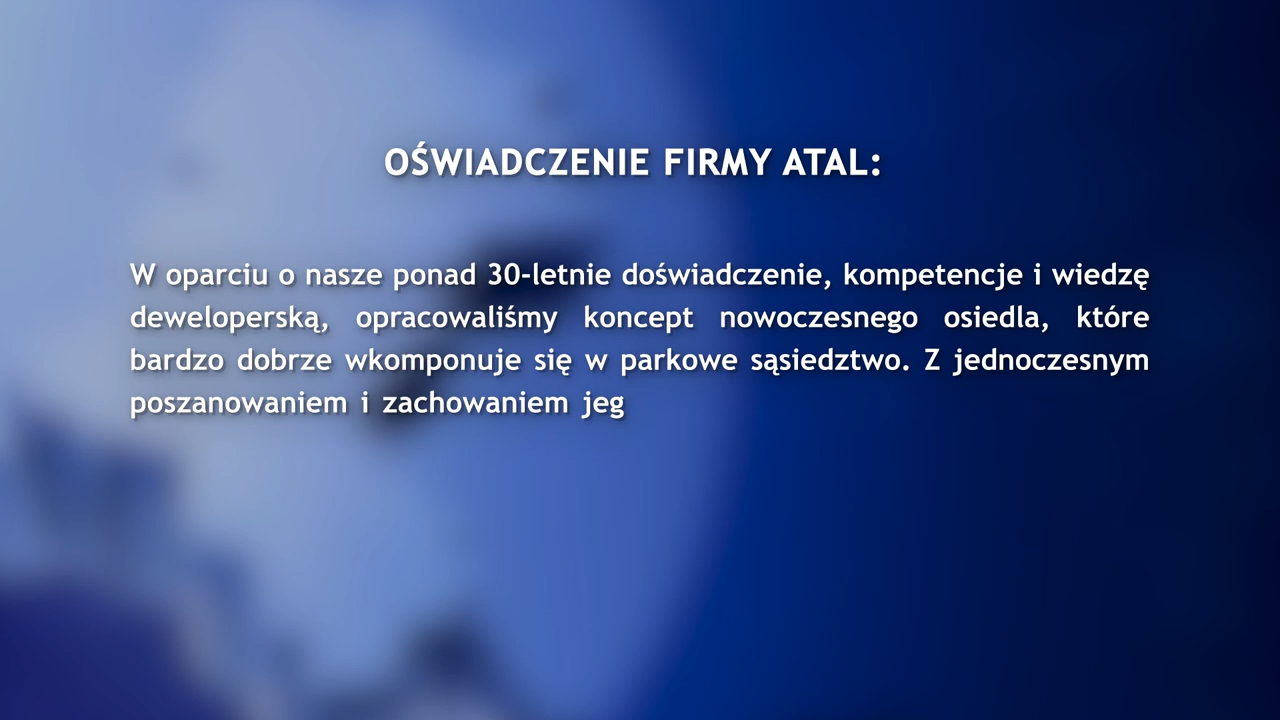 OŚWIADCZENIE FIRMY ATAL:
W oparciu o nasze ponad 30-letnie doświadczenie, kompetencje i wiedzę
deweloperską, opracowaliśmy koncept nowoczesnego osiedla, które
bardzo dobrze wkomponuje się w parkowe sąsiedztwo. Z jednoczesnym
poszanowaniem i zachowaniem jeg